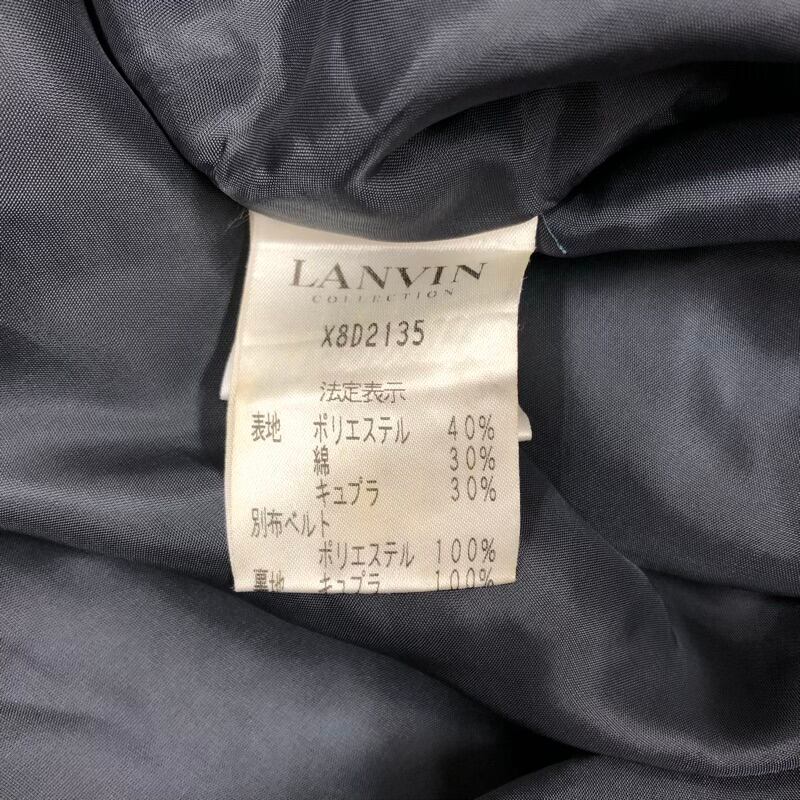 LANVIN
COLLECTION
X8D2135
法定表示
表地 ポリエステル 40%
綿 30%
キュプラ 30%
別布ベルト
ポリエステル 100%
裏地 キュプラ 100%